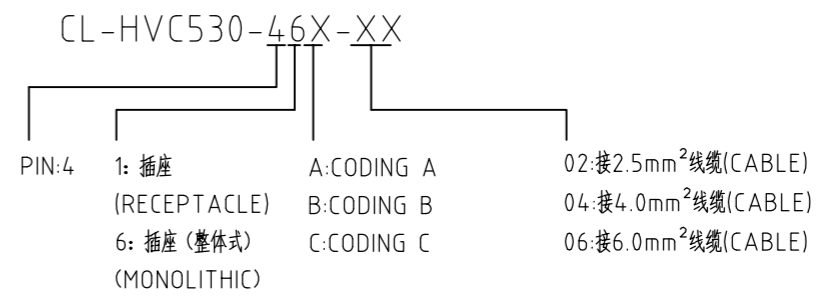 CL-HVC530-46X-XX
PIN:4
1: 插座
(RECEPTACLE)
6: 插座 (整体式)
(MONOLITHIC)
A:CODING A
B:CODING B
C:CODING C
02:接2.5mm²线缆(CABLE)
04:接4.0mm²线缆(CABLE)
06:接6.0mm²线缆(CABLE)